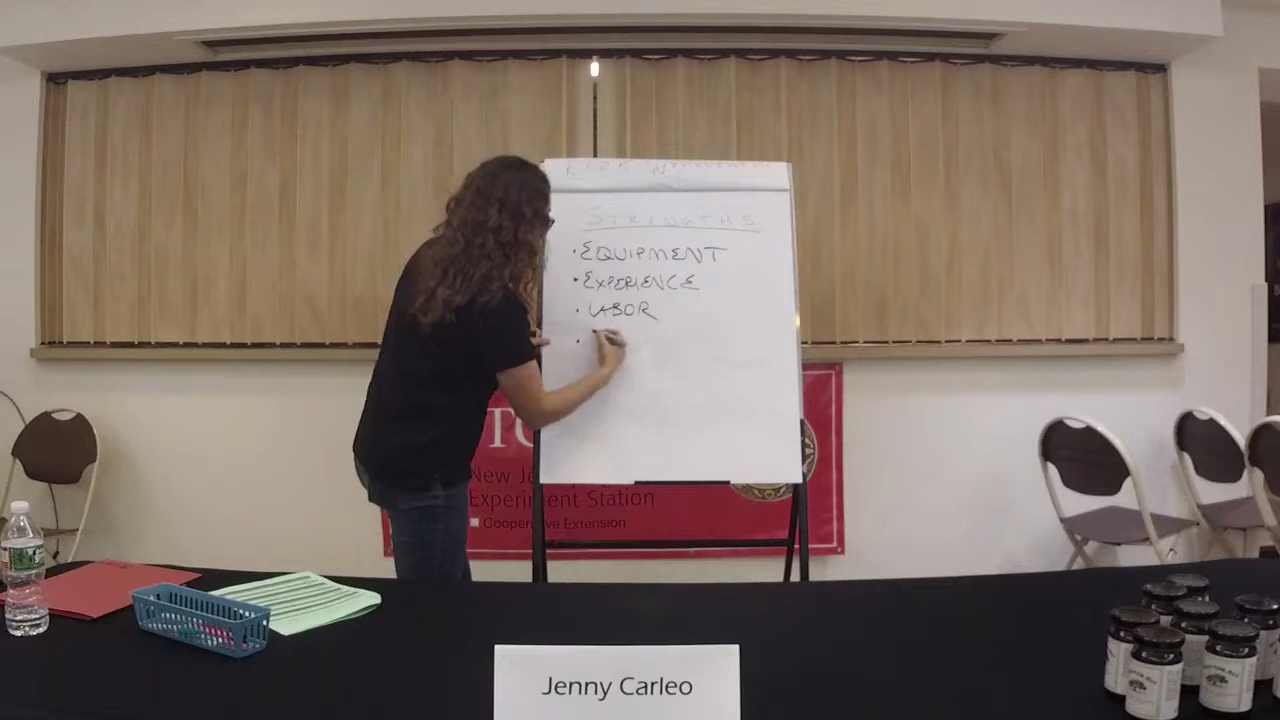 STRENGTHS
• EQUIPMENT
• EXPERIENCE
• LABOR
•
New Je
Experiment Station
Cooperative Extension
Jenny Carleo